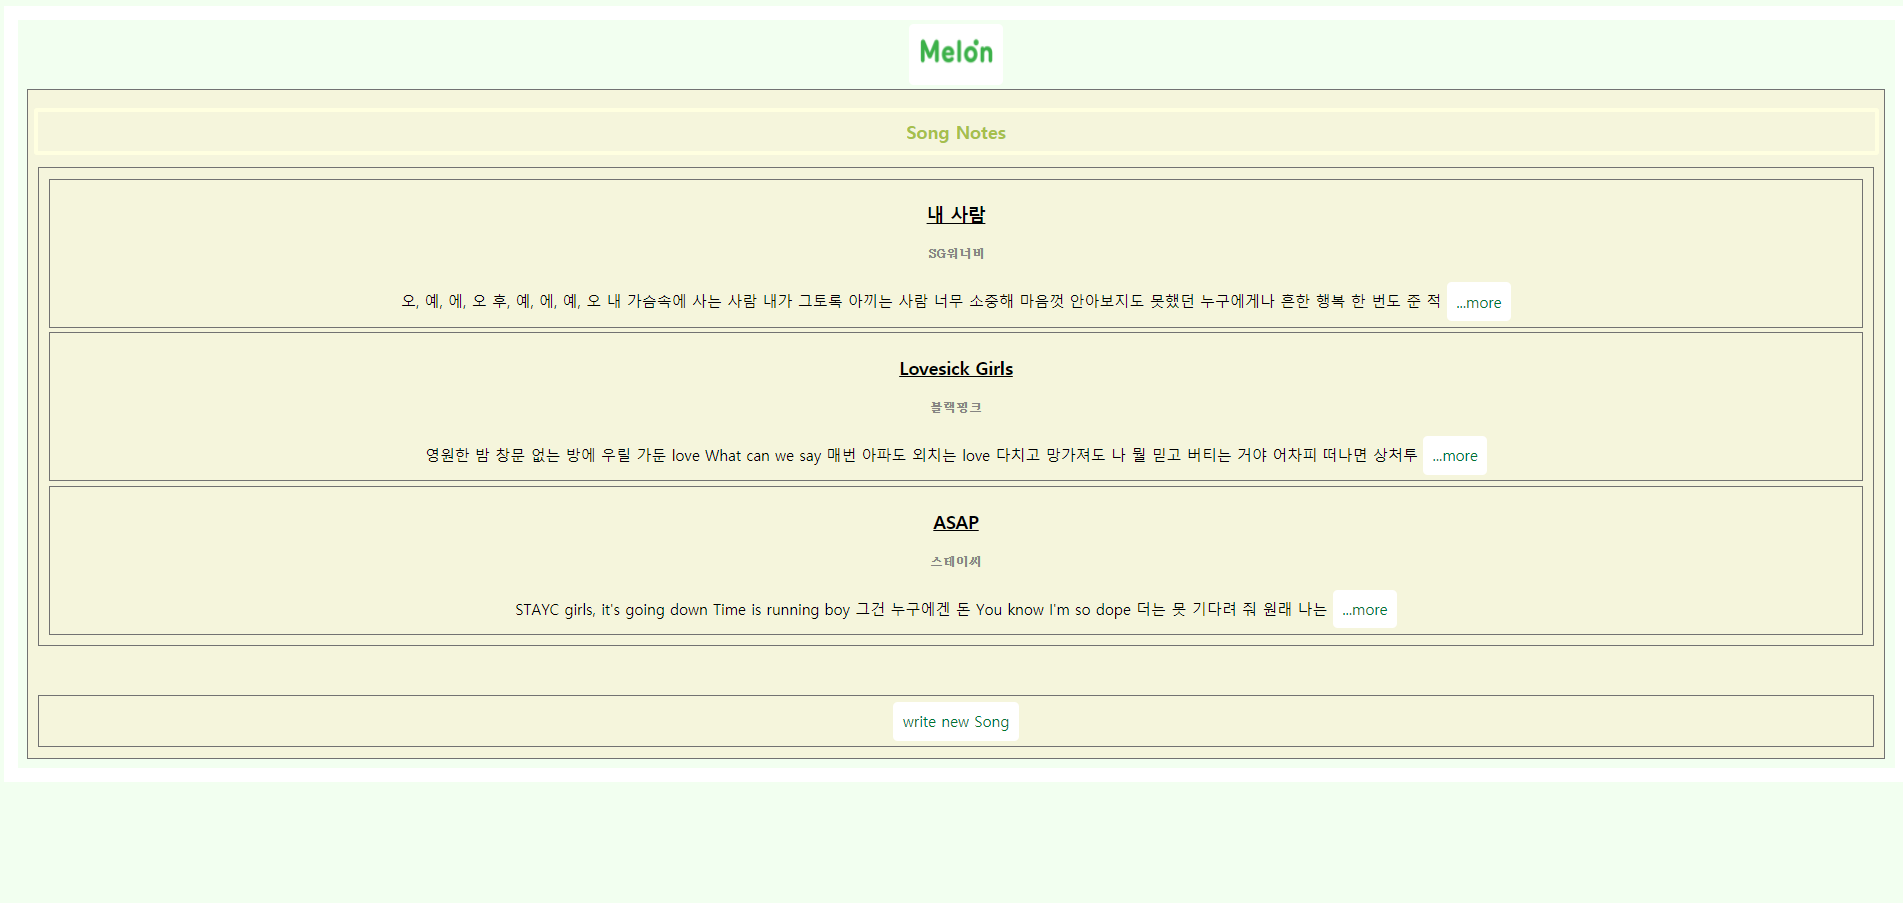 Melon
Song Notes
내 사람
SG워너비
오, 예, 에, 오 후, 예, 에, 예, 오 내 가슴속에 사는 사람 내가 그토록 아끼는 사람 너무 소중해 마음껏 안아보지도 못했던 누구에게나 흔한 행복 한 번도 준 적 ...more
Lovesick Girls
블랙핑크
영원한 밤 창문 없는 방에 우릴 가둔 love What can we say 매번 아파도 외치는 love 다치고 망가져도 나 뭘 믿고 버티는 거야 어차피 떠나면 상처투 ...more
ASAP
스테이씨
STAYC girls, it's going down Time is running boy 그건 누구에겐 돈 You know I'm so dope 더는 못 기다려 줘 원래 나는 ...more
write new Song